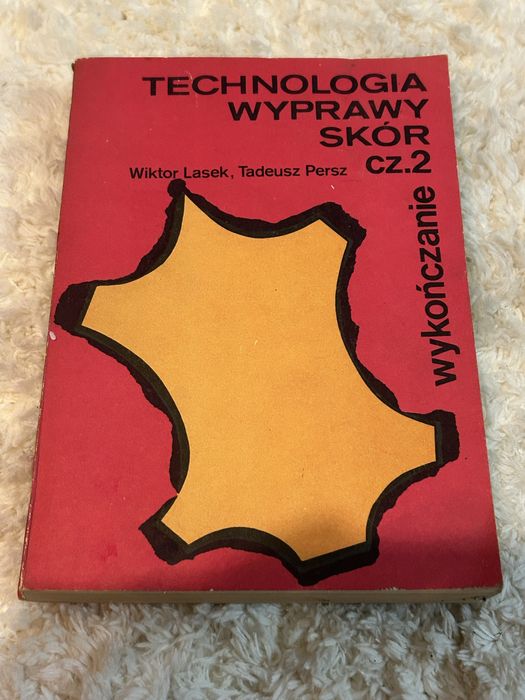 TECHNOLOGIA
WYPRAWY
SKÓR
cz.2
Wiktor Lasek, Tadeusz Persz
wykończanie